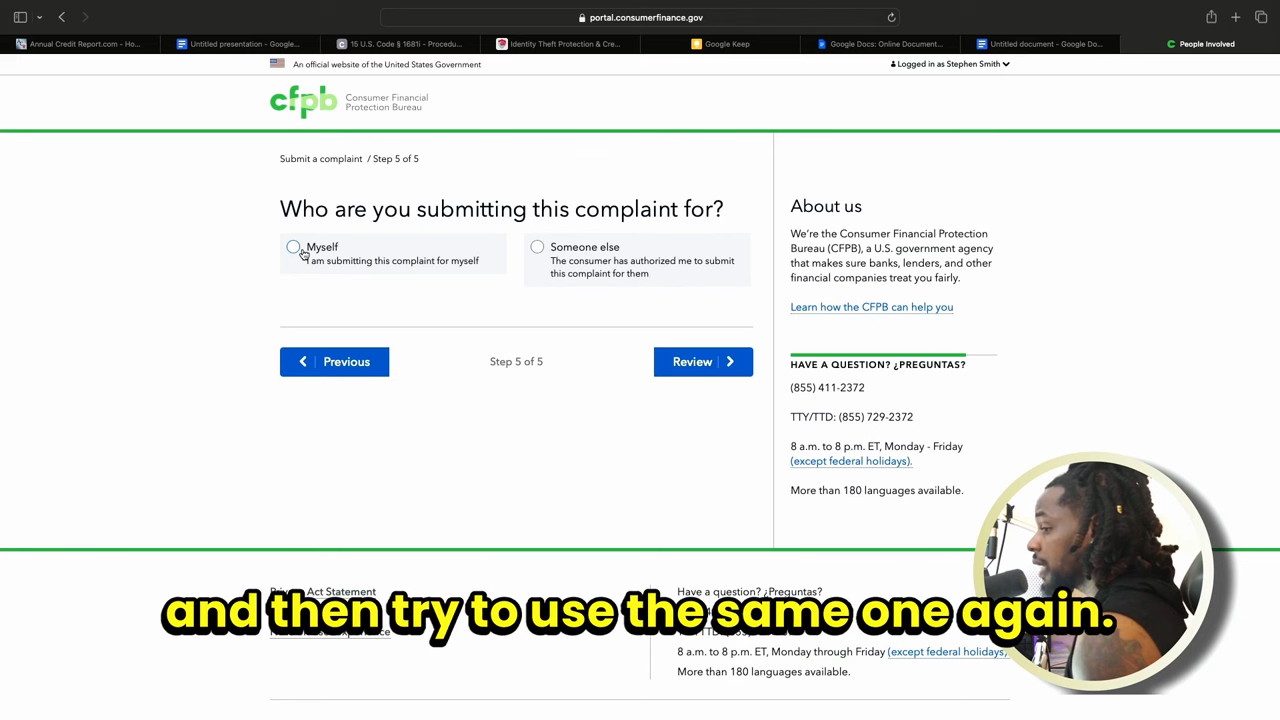 portal.consumerfinance.gov
Annual Credit Report.com - Ho...
Untitled presentation - Google...
15 U.S. Code § 1681i - Procedu...
Identity Theft Protection & Cre...
Google Keep
Google Docs: Online Document...
Untitled document - Google Do...
People Involved
An official website of the United States Government
Logged in as Stephen Smith
cfpb
Consumer Financial
Protection Bureau
Submit a complaint / Step 5 of 5
Who are you submitting this complaint for?
Myself
I am submitting this complaint for myself
Someone else
The consumer has authorized me to submit
this complaint for them
Previous
Step 5 of 5
Review
About us
We're the Consumer Financial Protection
Bureau (CFPB), a U.S. government agency
that makes sure banks, lenders, and other
financial companies treat you fairly.
Learn how the CFPB can help you
HAVE A QUESTION? ¿PREGUNTAS?
(855) 411-2372
TTY/TTD: (855) 729-2372
8 a.m. to 8 p.m. ET, Monday - Friday
(except federal holidays).
More than 180 languages available.
Act Statement
Have a question? ¿Preguntas?
and then try to use the same one again.
8 a.m. to 8 p.m. ET, Monday through Friday (except federal holidays)
More than 180 languages available.